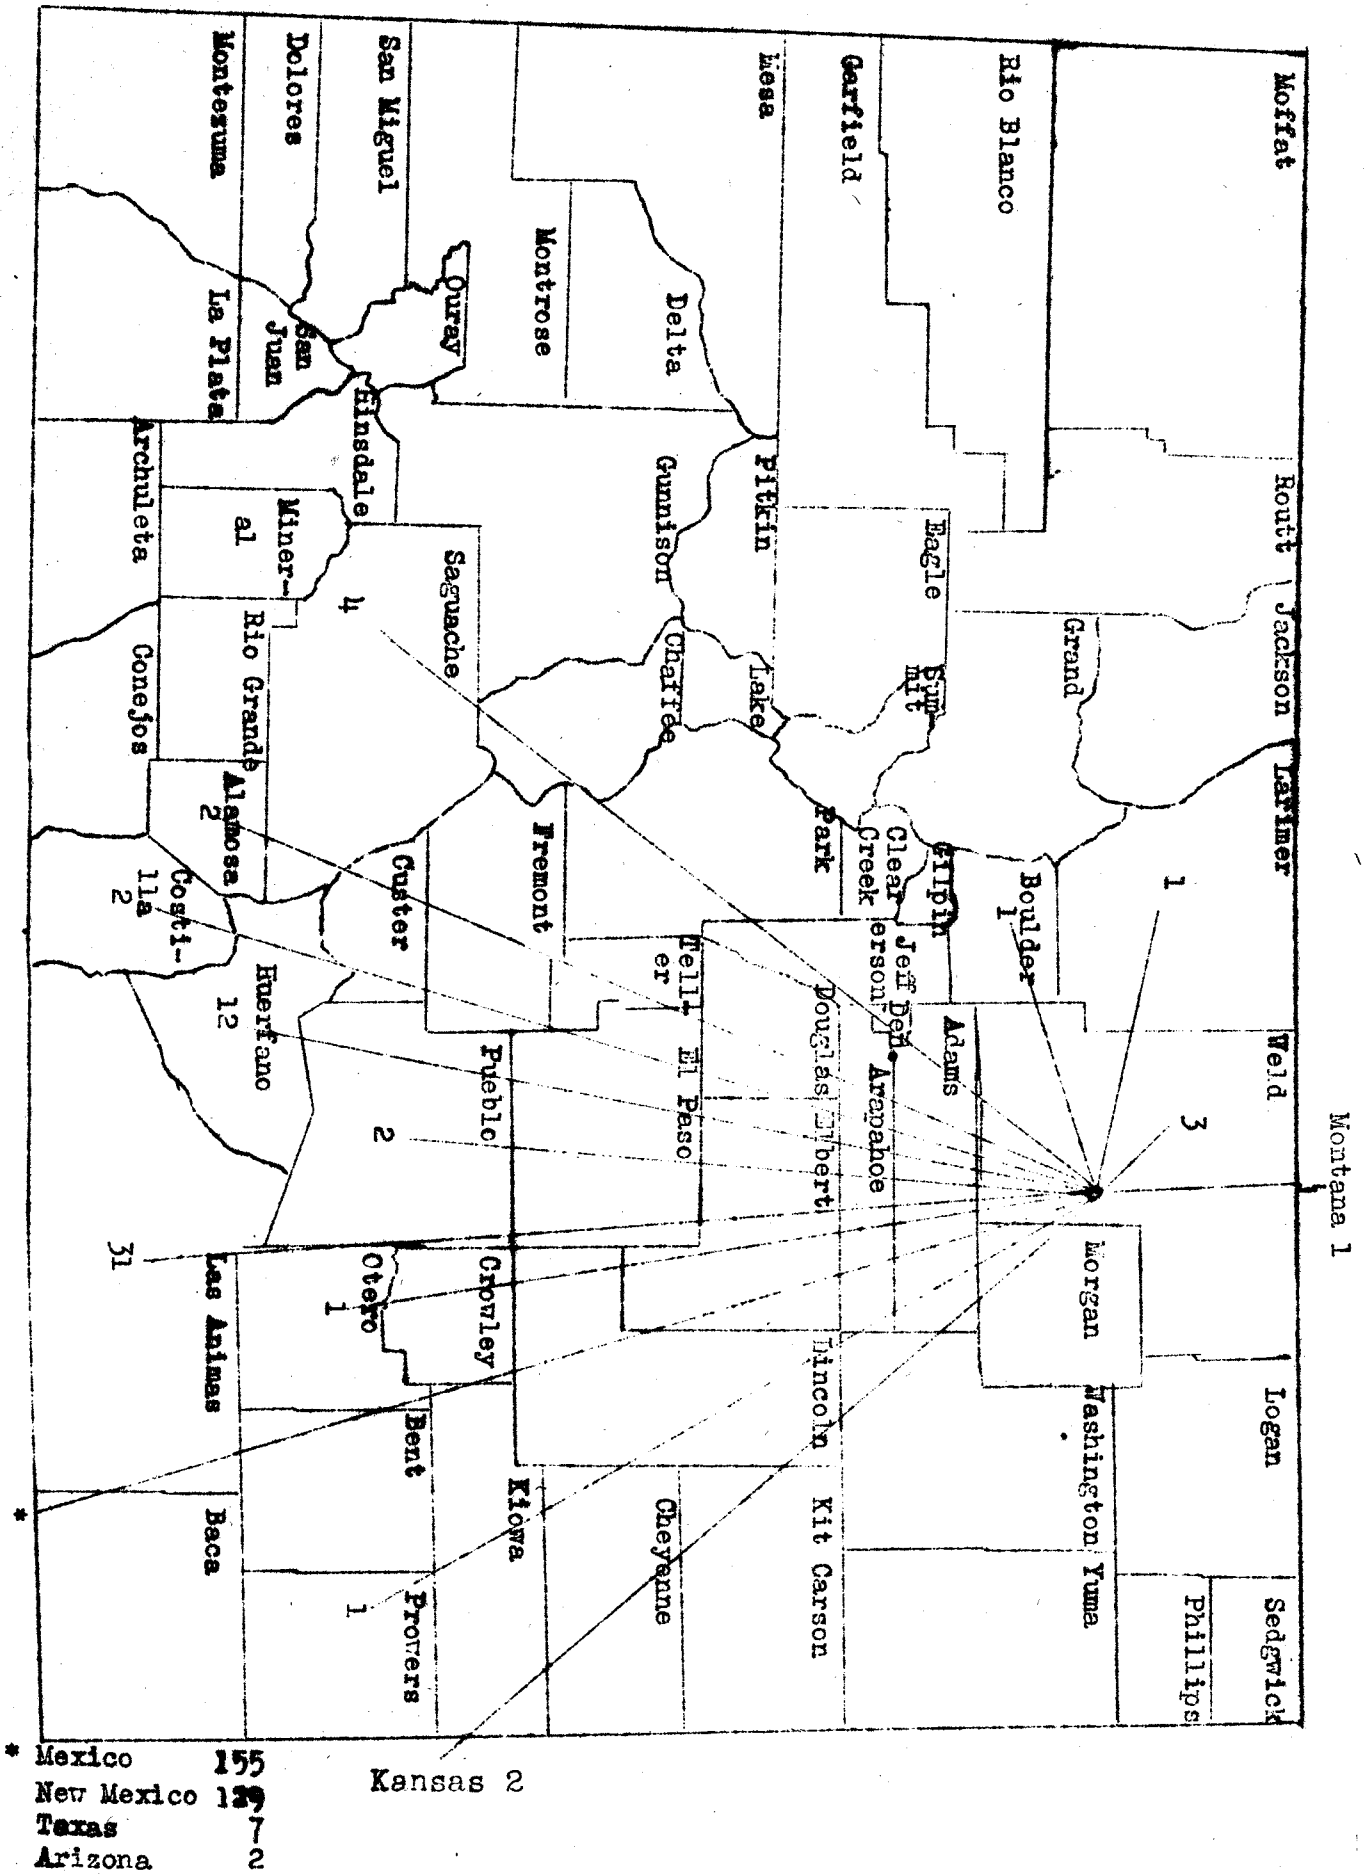 Moffat
Routt
Jackson
Larimer
Weld
Logan
Sedgwick
Phillips
Montana 1
Rio Blanco
Grand
Boulder
1
1
3
Morgan
Washington
Yuma
Garfield
Eagle
Sum
mit
Gilpin
Clear
Creek
Jeff
erson
Den
Adams
Arapahoe
Mesa
Pitkin
Lake
Park
Douglas
Elbert
Lincoln
Kit Carson
Delta
Gunnison
Chaffee
Tell-
er
El Paso
Cheyenne
Montrose
Fremont
Kiowa
Ouray
Saguache
4
Custer
Pueblo
2
Crowley
San Miguel
Hinsdale
Otero
1
Bent
Prowers
1
Dolores
San
Juan
Miner-
al
Rio Grande
Alamosa
2
Huerfano
12
Montezuma
La Plata
Archuleta
Conejos
Costi-
lla
2
31
Las Animas
Baca
*
* Mexico 155
New Mexico
Texas 7
Arizona 2
Kansas 2